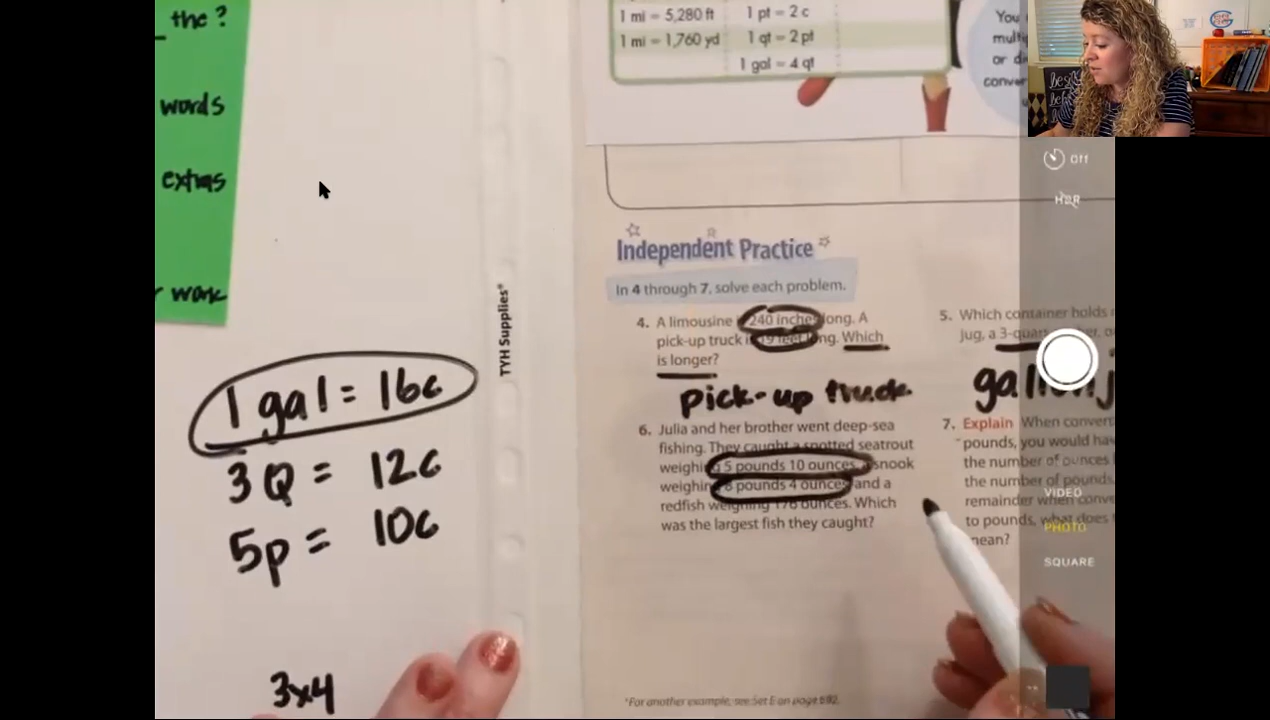 the?
words
extras
work
1 gal = 16c
3Q = 12c
5p = 10c
3x4
TYH Supplies®
1 mi = 5,280 ft 1 pt = 2 c
1 mi = 1,760 yd 1 qt = 2 pt
1 gal = 4 qt
You
or di
conver
Independent Practice
In 4 through 7, solve each problem.
4. A limousine 240 inches long. A
pick-up truck is 19 feet long. Which
is longer?
pick-up truck
5. Which container holds
jug, a 3-quart
6. Julia and her brother went deep-sea
fishing. They caught a spotted seatrout
weighing 5 pounds 10 ounces, a snook
weighing 8 pounds 4 ounces and a
redfish weighing 176 ounces. Which
was the largest fish they caught?
7. Explain When convert
pounds, you would hav
the number of ounces
the number of pounds,
remainder when conve
to pounds, what does
mean?
*For another example, see Set E on page 692.
Off
HDR
VIDEO
PHOTO
SQUARE